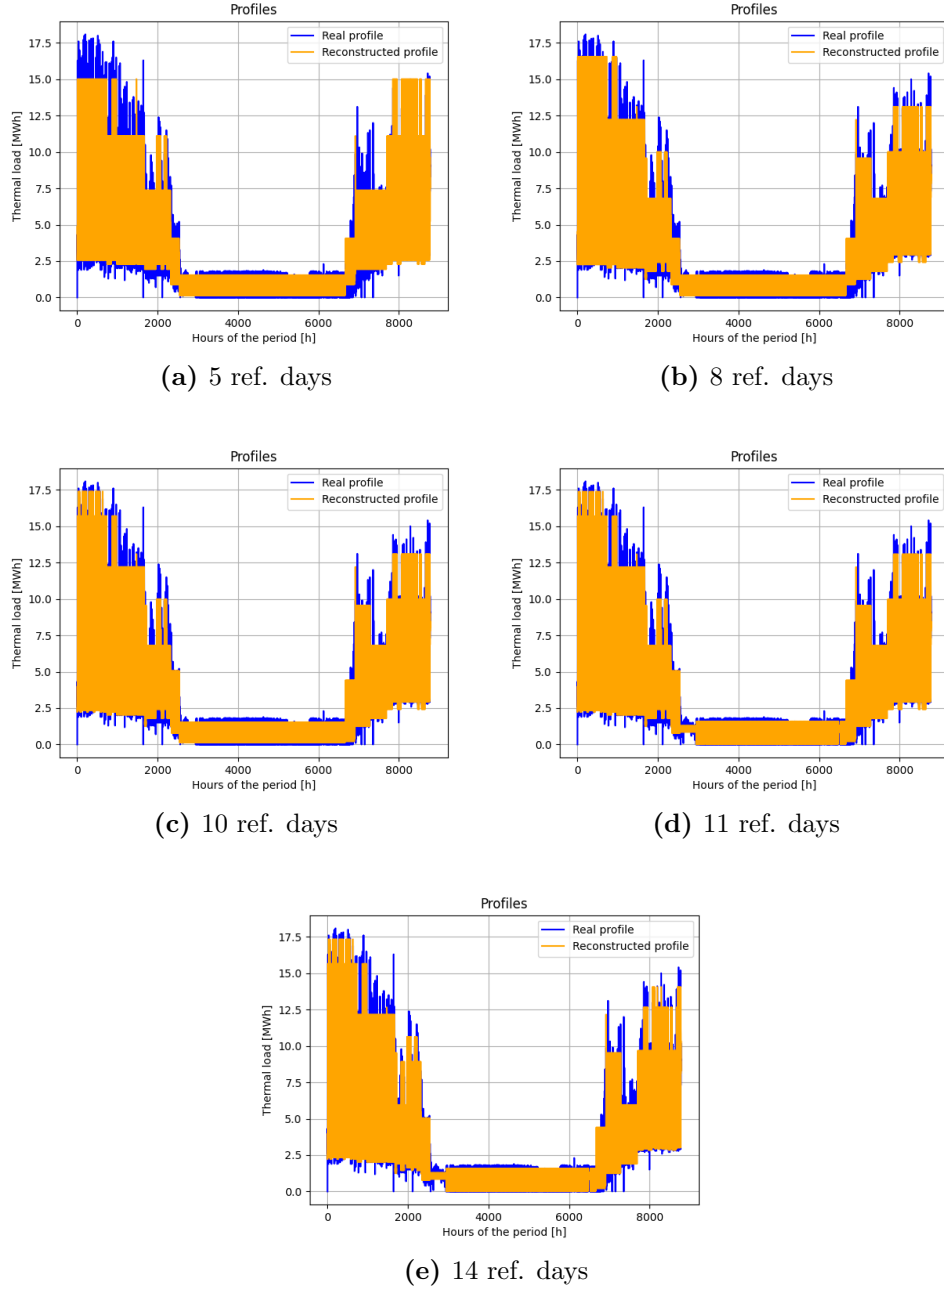 Profiles
Real profile
Reconstructed profile
Thermal load [MWh]
17.5
15.0
12.5
10.0
7.5
5.0
2.5
0.0
0 2000 4000 6000 8000
Hours of the period [h]
(a) 5 ref. days
Profiles
Real profile
Reconstructed profile
Thermal load [MWh]
17.5
15.0
12.5
10.0
7.5
5.0
2.5
0.0
0 2000 4000 6000 8000
Hours of the period [h]
(b) 8 ref. days
Profiles
Real profile
Reconstructed profile
Thermal load [MWh]
17.5
15.0
12.5
10.0
7.5
5.0
2.5
0.0
0 2000 4000 6000 8000
Hours of the period [h]
(c) 10 ref. days
Profiles
Real profile
Reconstructed profile
Thermal load [MWh]
17.5
15.0
12.5
10.0
7.5
5.0
2.5
0.0
0 2000 4000 6000 8000
Hours of the period [h]
(d) 11 ref. days
Profiles
Real profile
Reconstructed profile
Thermal load [MWh]
17.5
15.0
12.5
10.0
7.5
5.0
2.5
0.0
0 2000 4000 6000 8000
Hours of the period [h]
(e) 14 ref. days